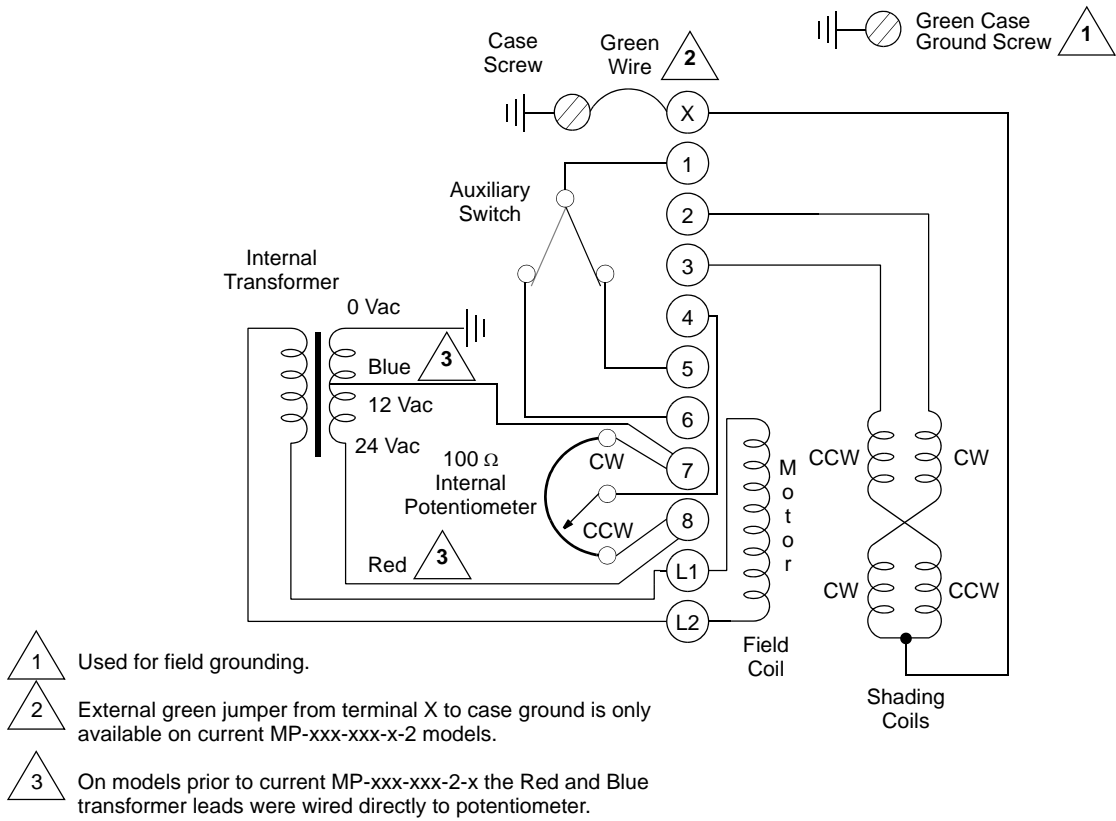 Case
Screw
Green
Wire
2
Green Case
Ground Screw
1
X
1
2
3
4
5
6
7
8
L1
L2
Auxiliary
Switch
Internal
Transformer
0 Vac
Blue
3
12 Vac
24 Vac
100 Ω
Internal
Potentiometer
CW
CCW
Red
3
Motor
Field
Coil
CCW
CW
CW
CCW
Shading
Coils
1 Used for field grounding.
2 External green jumper from terminal X to case ground is only
available on current MP-xxx-xxx-x-2 models.
3 On models prior to current MP-xxx-xxx-2-x the Red and Blue
transformer leads were wired directly to potentiometer.